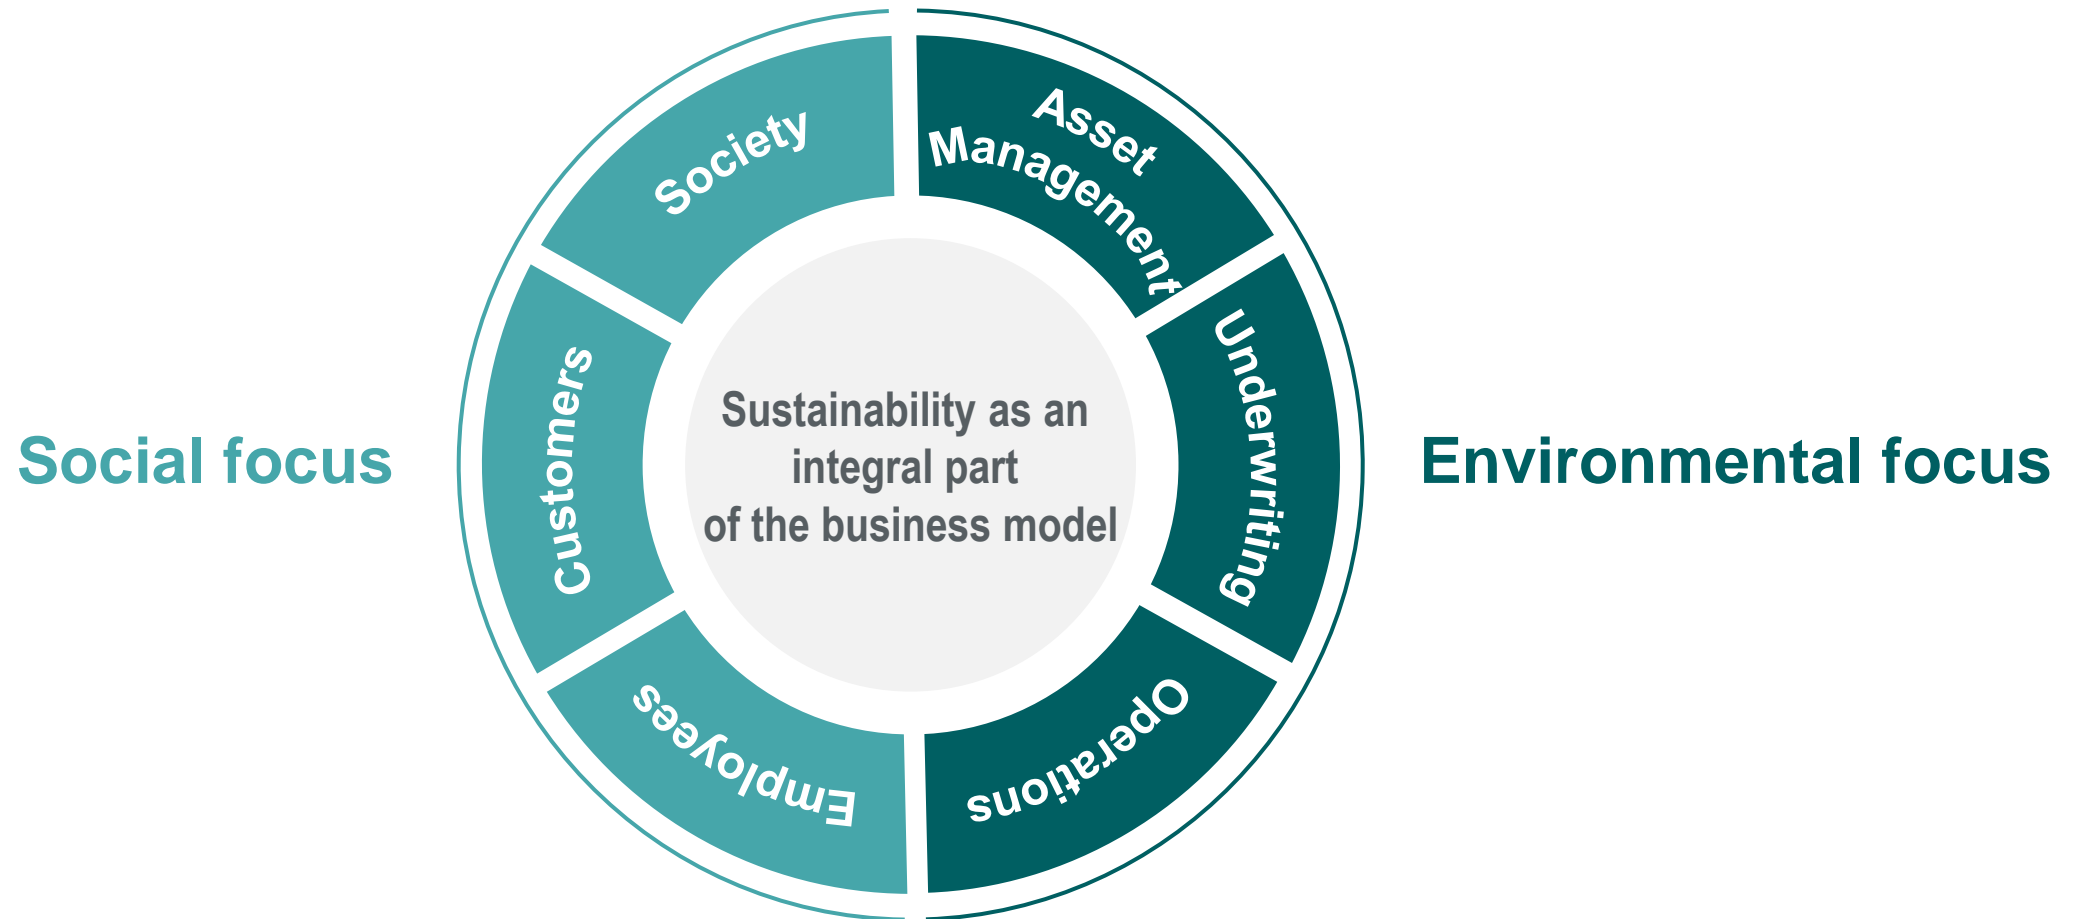 Social focus
Society
Customers
Employees
Sustainability as an
integral part
of the business model
Asset
Management
Underwriting
Operations
Environmental focus